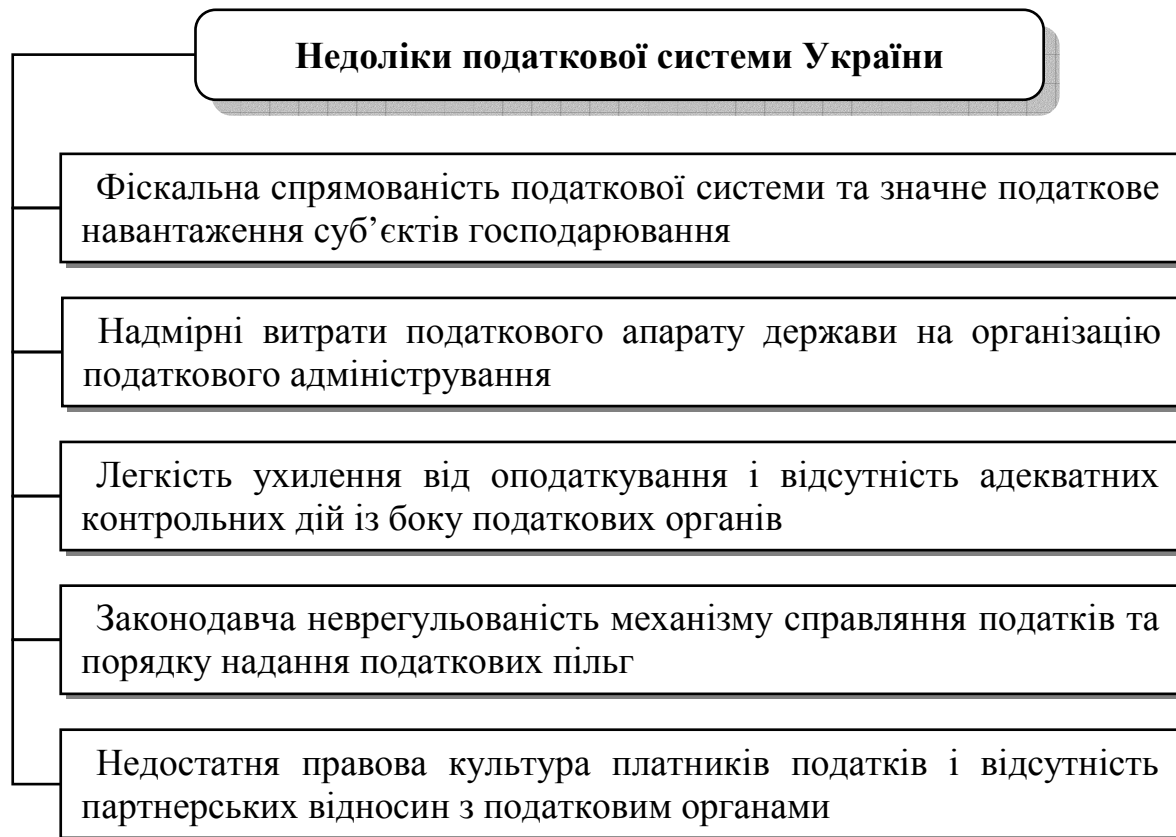 Недоліки податкової системи України
Фіскальна спрямованість податкової системи та значне податкове
навантаження суб’єктів господарювання
Надмірні витрати податкового апарату держави на організацію
податкового адміністрування
Легкість ухилення від оподаткування і відсутність адекватних
контрольних дій із боку податкових органів
Законодавча неврегульованість механізму справляння податків та
порядку надання податкових пільг
Недостатня правова культура платників податків і відсутність
партнерських відносин з податковим органами